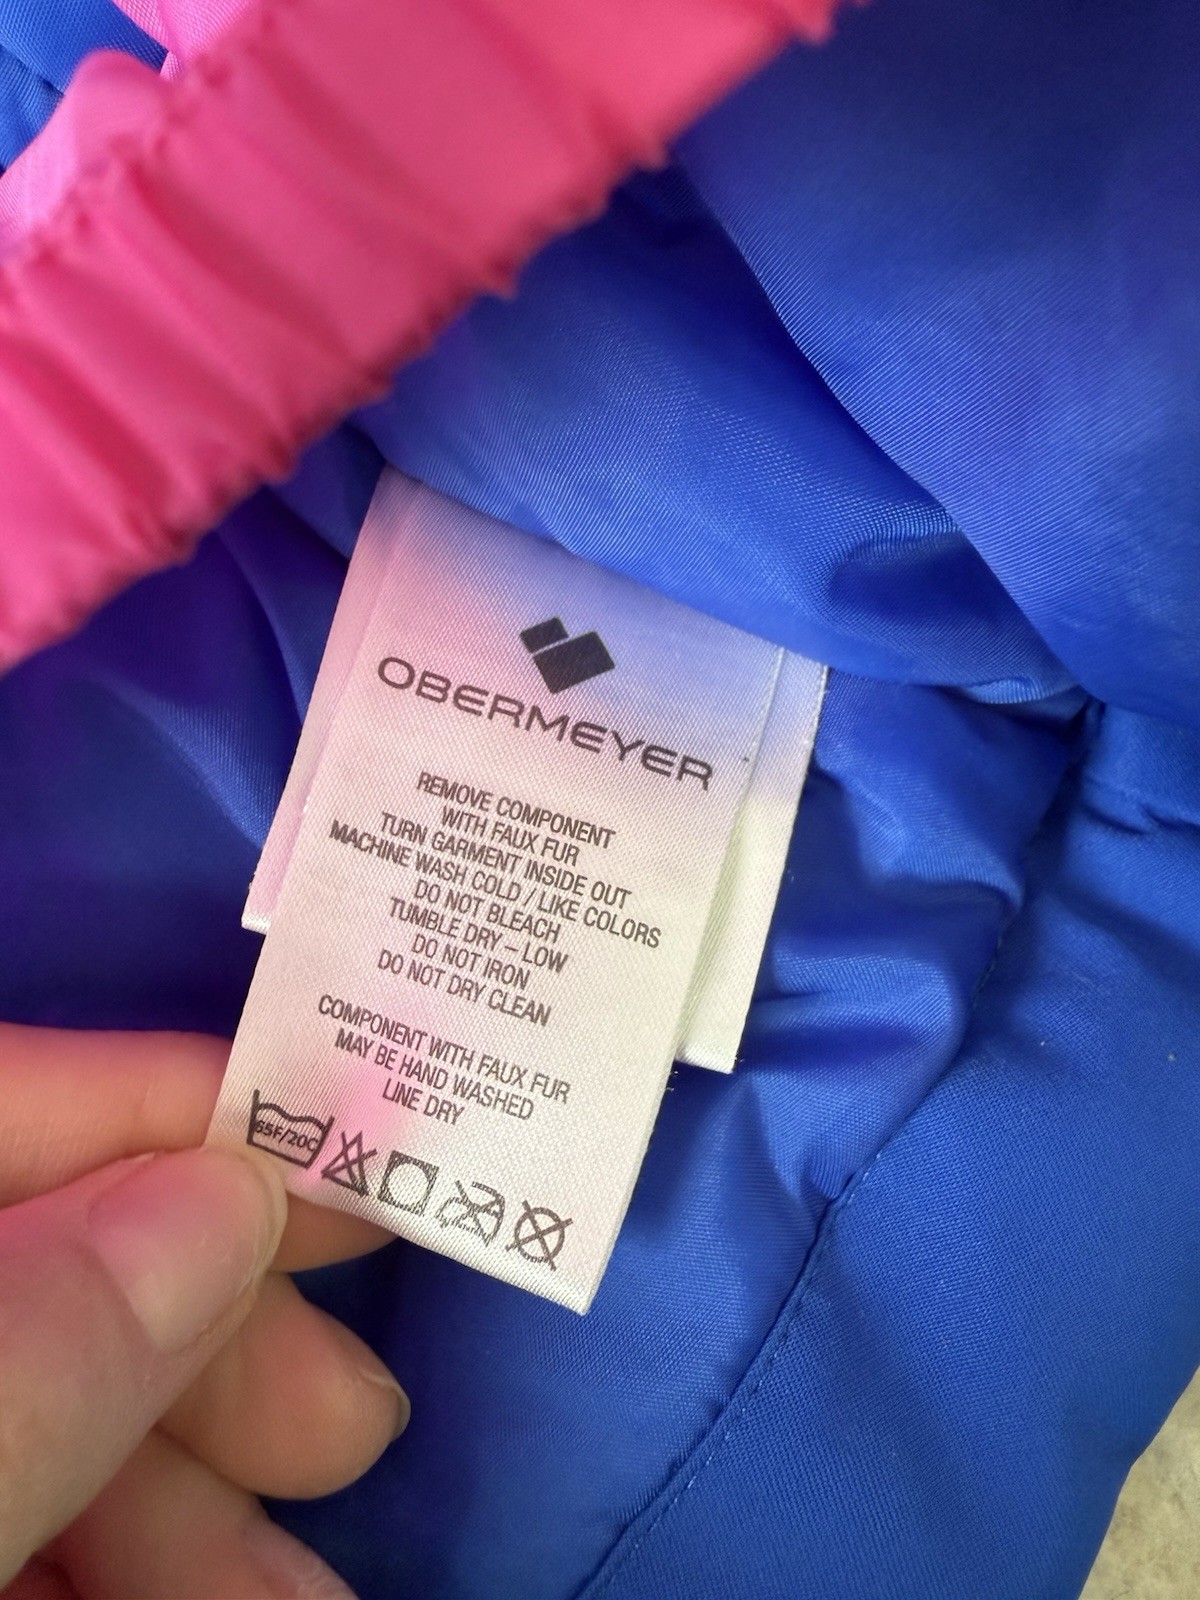 OBERMEYER
REMOVE COMPONENT
WITH FAUX FUR
TURN GARMENT INSIDE OUT
MACHINE WASH COLD / LIKE COLORS
DO NOT BLEACH
TUMBLE DRY – LOW
DO NOT IRON
DO NOT DRY CLEAN
COMPONENT WITH FAUX FUR
MAY BE HAND WASHED
LINE DRY
65F/20C